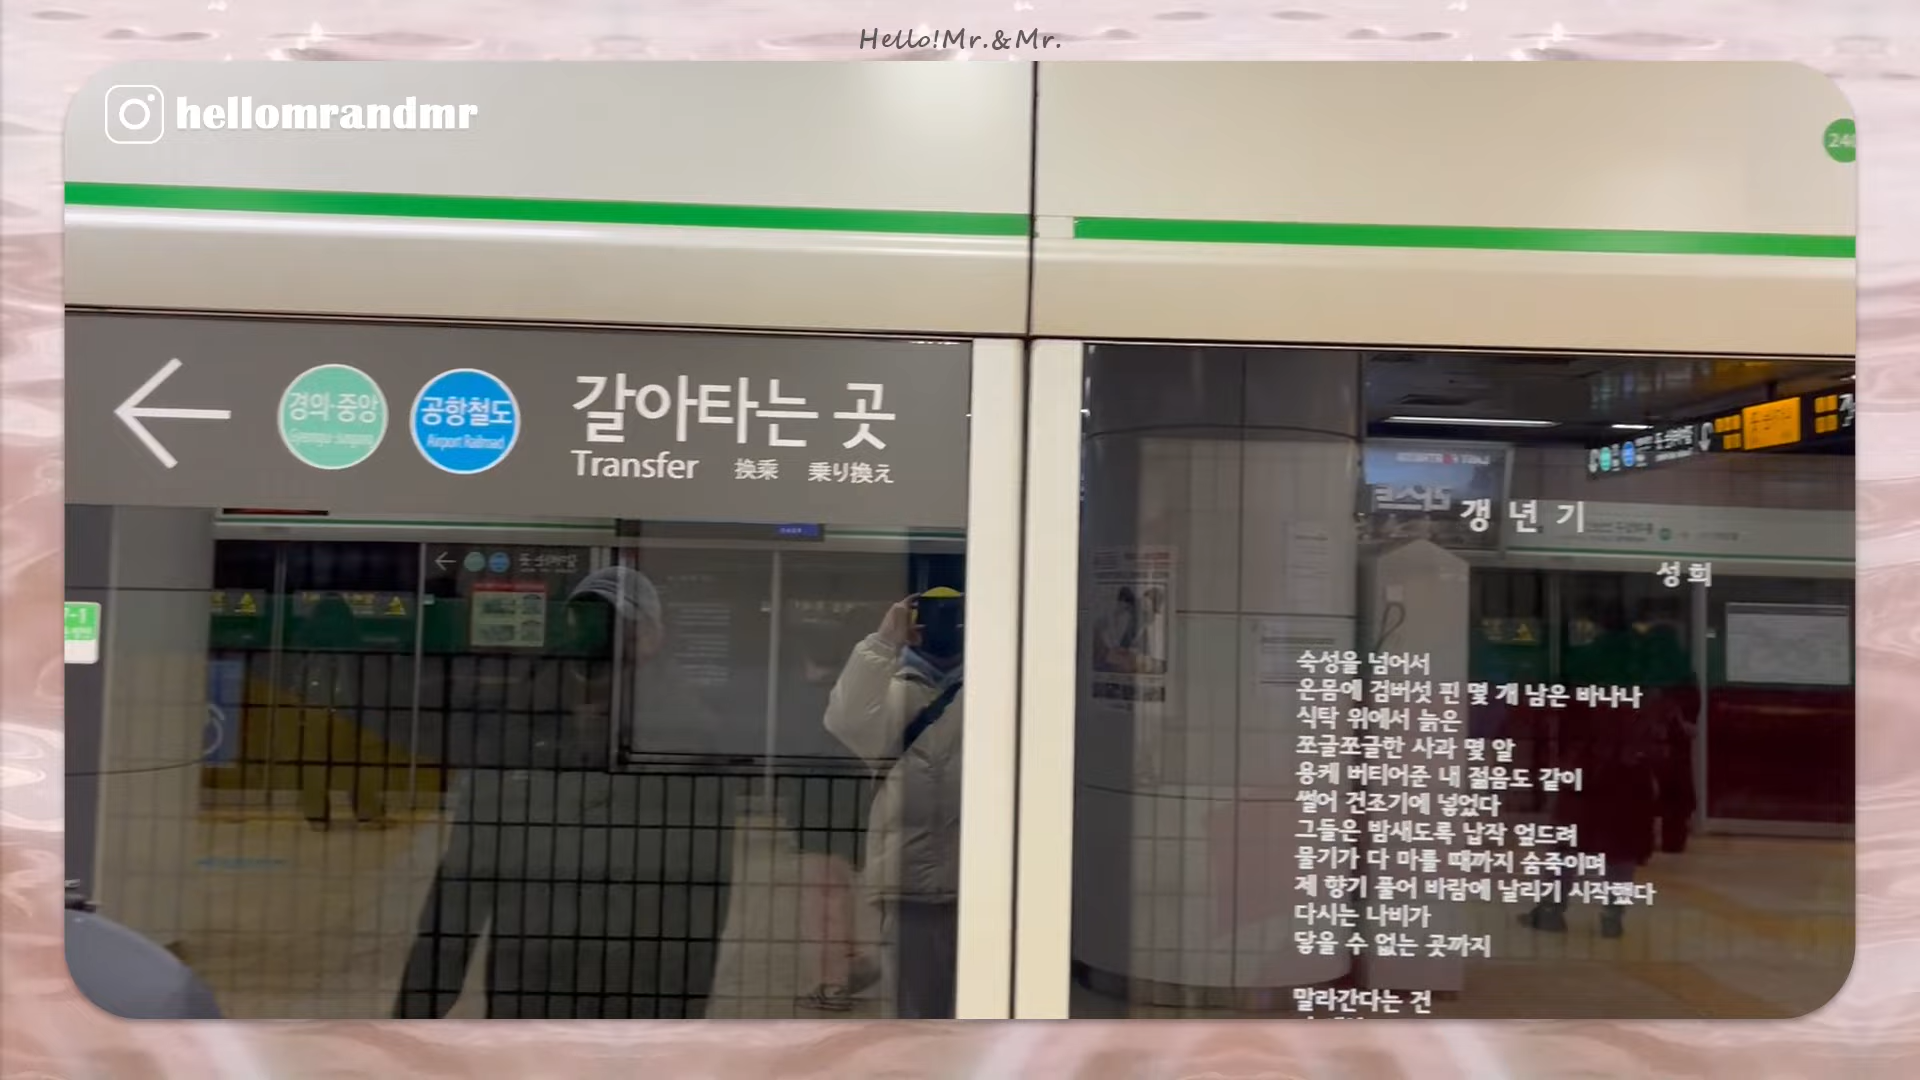 Hello!Mr.&Mr.
hellomrandmr
경의·중앙
공항철도
Airport Railroad
갈아타는 곳
Transfer 換乘 乗り換え
갱년기
성희
숙성을 넘어서
온몸에 검버섯 핀 몇 개 남은 바나나
식탁 위에서 늙은
쪼글쪼글한 사과 몇 알
용케 버티어준 내 젊음도 같이
썰어 건조기에 넣었다
그들은 밤새도록 납작 엎드려
물기가 다 마를 때까지 숨죽이며
제 향기 풀어 바람에 날리기 시작했다
다시는 나비가
닿을 수 없는 곳까지
말라간다는 건